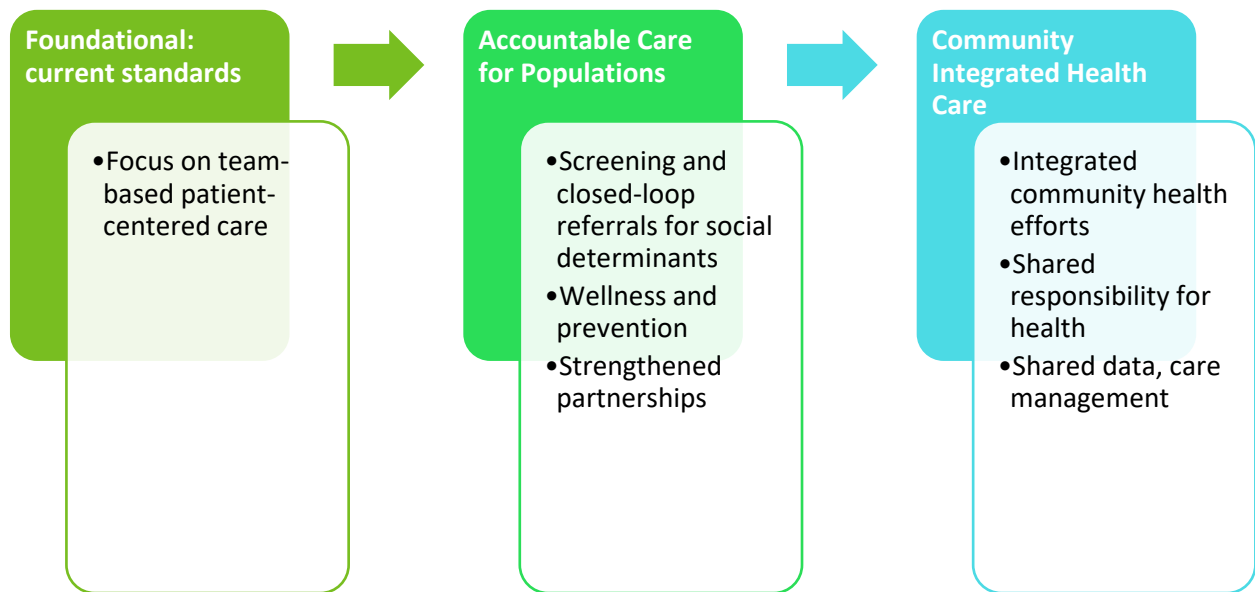 Foundational:
current standards
•Focus on team-
based patient-
centered care
Accountable Care
for Populations
•Screening and
closed-loop
referrals for social
determinants
•Wellness and
prevention
•Strengthened
partnerships
Community
Integrated Health
Care
•Integrated
community health
efforts
•Shared
responsibility for
health
•Shared data, care
management